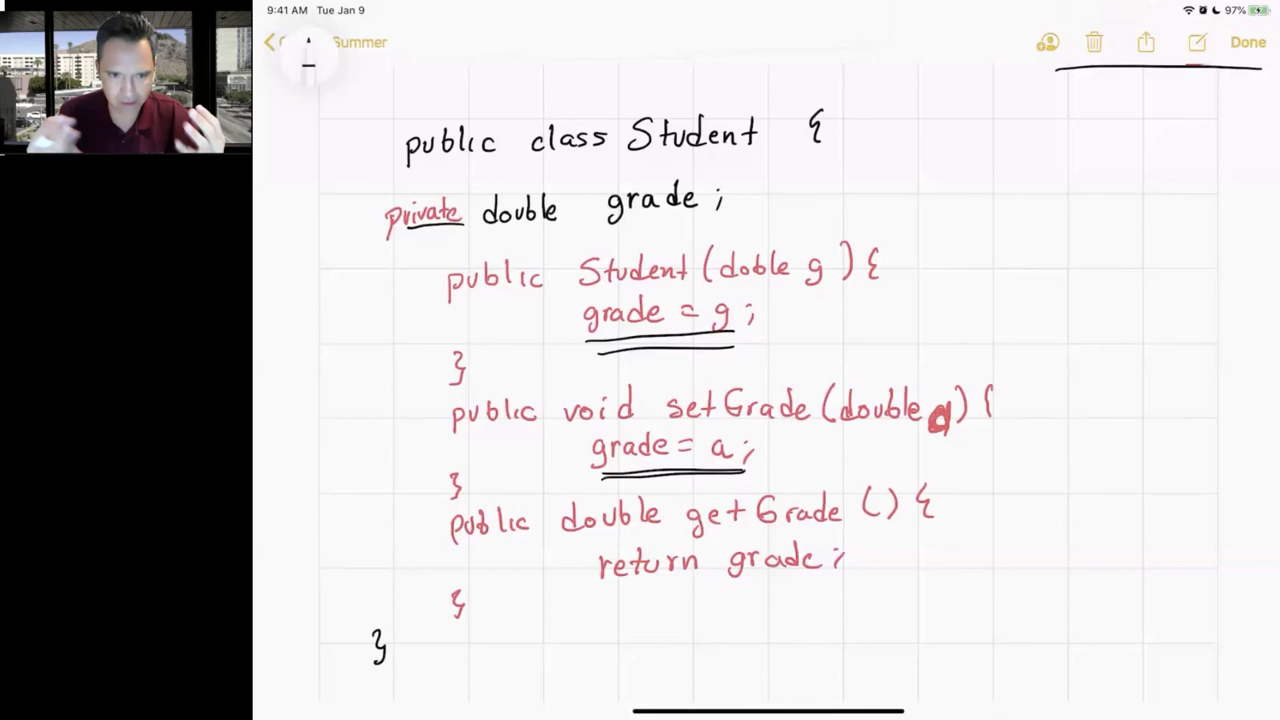 9:41 AM Tue Jan 9
97%
Summer
Done
public class Student {
private double grade;
public Student (doble g) {
grade = g;
}
public void setGrade (double a) {
grade = a;
}
public double getGrade () {
return grade;
}
}